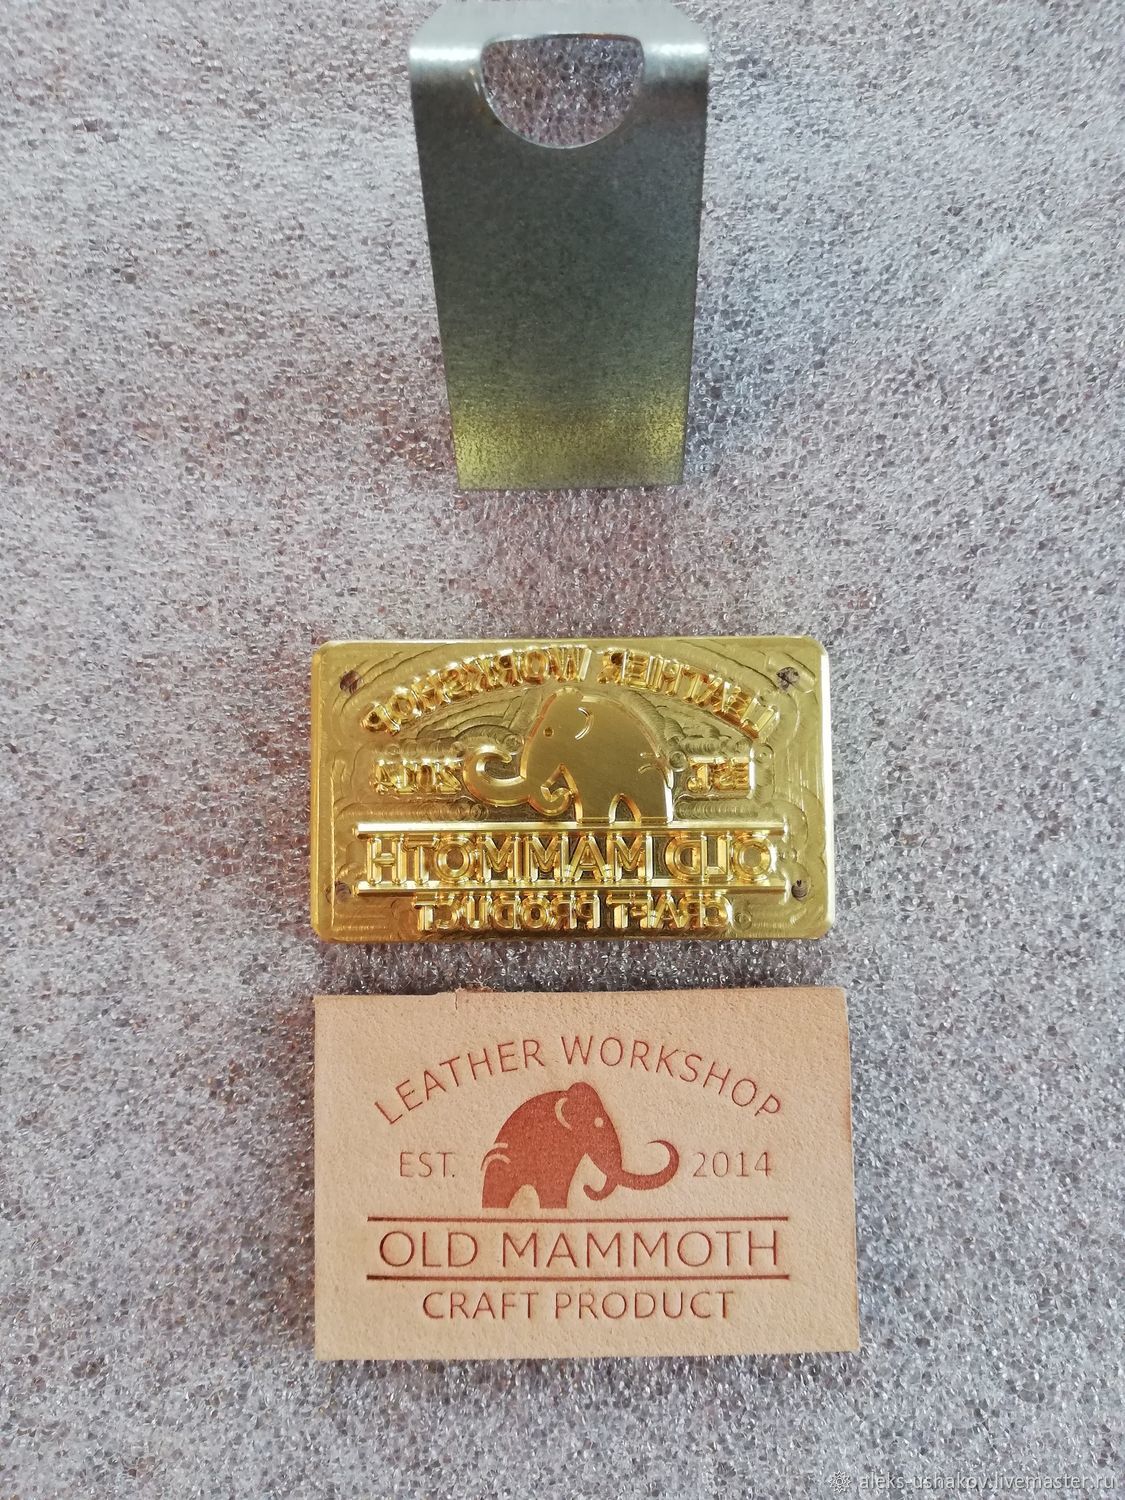 LEATHER WORKSHOP
EST. 2014
OLD MAMMOTH
CRAFT PRODUCT
LEATHER WORKSHOP
EST. 2014
OLD MAMMOTH
CRAFT PRODUCT
aleks-ushakov.livemaster.ru